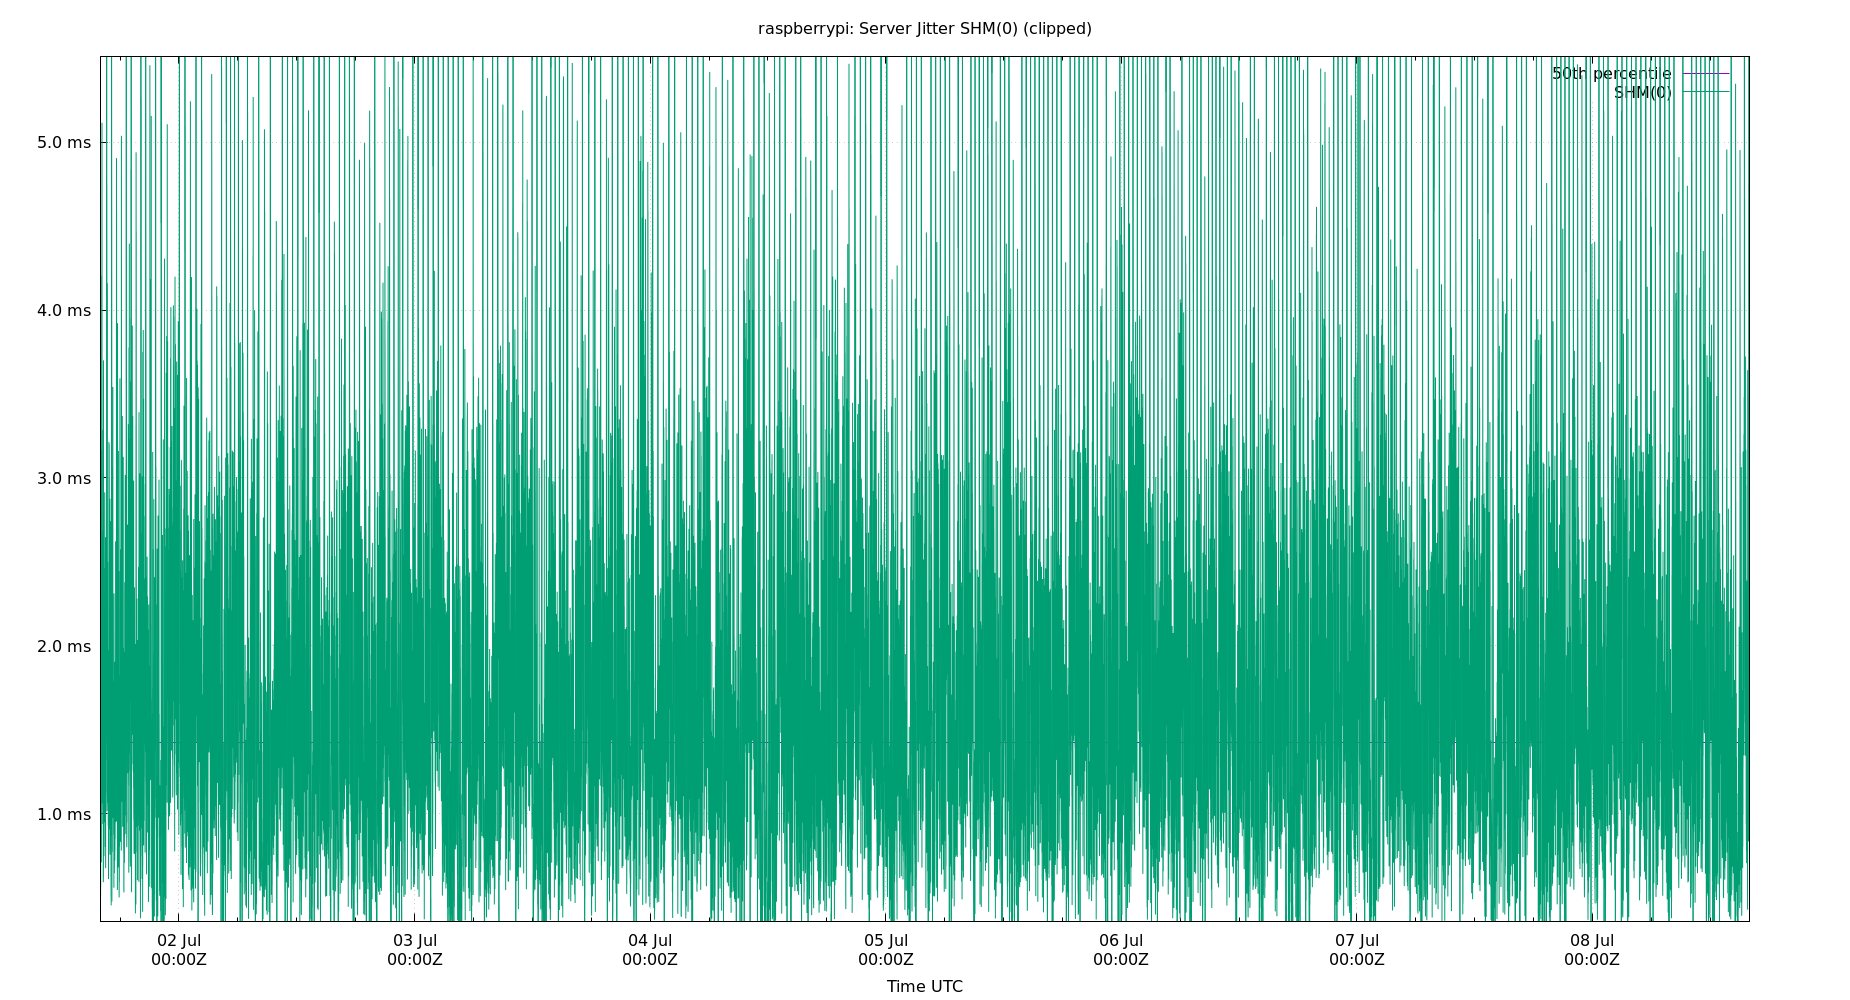 raspberrypi: Server Jitter SHM(0) (clipped)
50th percentile
SHM(0)
5.0 ms
4.0 ms
3.0 ms
2.0 ms
1.0 ms
02 Jul 03 Jul 04 Jul 05 Jul 06 Jul 07 Jul 08 Jul
00:00Z 00:00Z 00:00Z 00:00Z 00:00Z 00:00Z 00:00Z
Time UTC